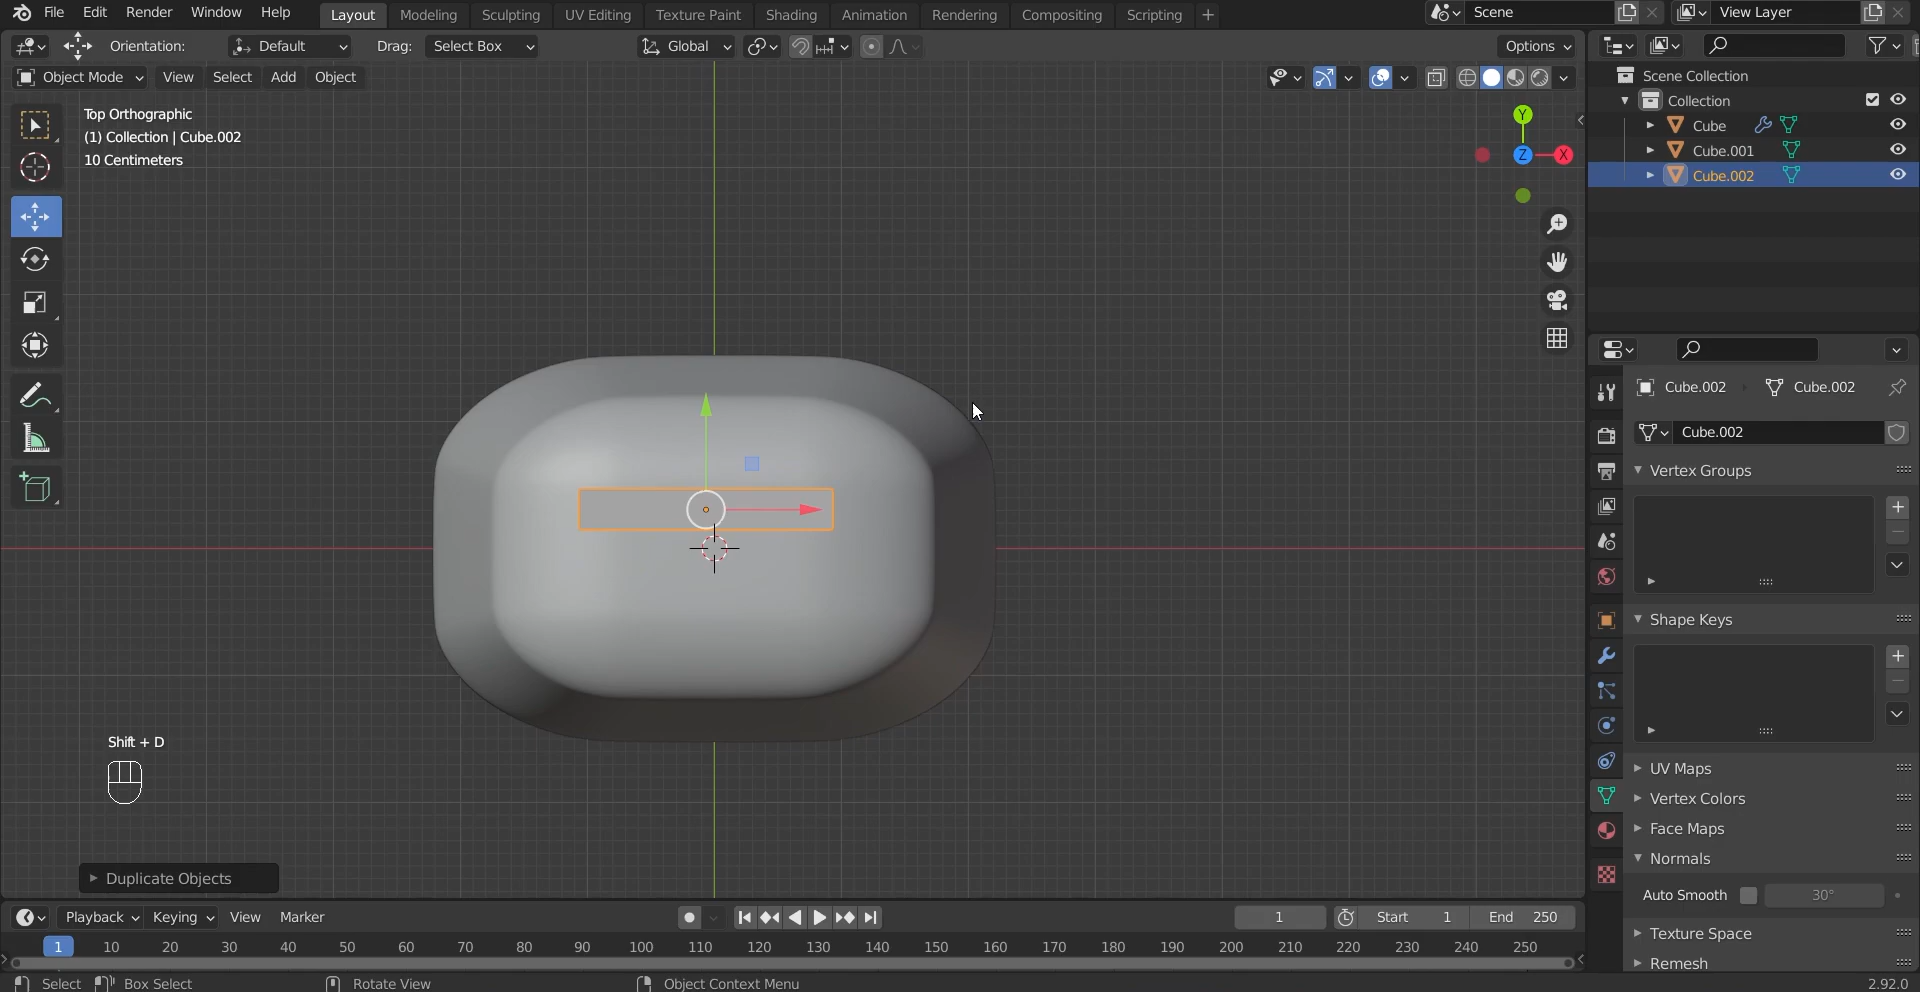 File Edit Render Window Help Layout Modeling Sculpting UV Editing Texture Paint Shading Animation Rendering Compositing Scripting + Scene View Layer
Orientation: Default Drag: Select Box Global Options
Object Mode View Select Add Object
Top Orthographic
(1) Collection | Cube.002
10 Centimeters
Y
Z
X
Scene Collection
Collection
Cube
Cube.001
Cube.002
Cube.002 Cube.002
Cube.002
Vertex Groups
Shape Keys
UV Maps
Vertex Colors
Face Maps
Normals
Auto Smooth 30°
Texture Space
Remesh
Shift + D
Duplicate Objects
Playback Keying View Marker 1 Start 1 End 250
1 10 20 30 40 50 60 70 80 90 100 110 120 130 140 150 160 170 180 190 200 210 220 230 240 250
Select Box Select Rotate View Object Context Menu 2.92.0